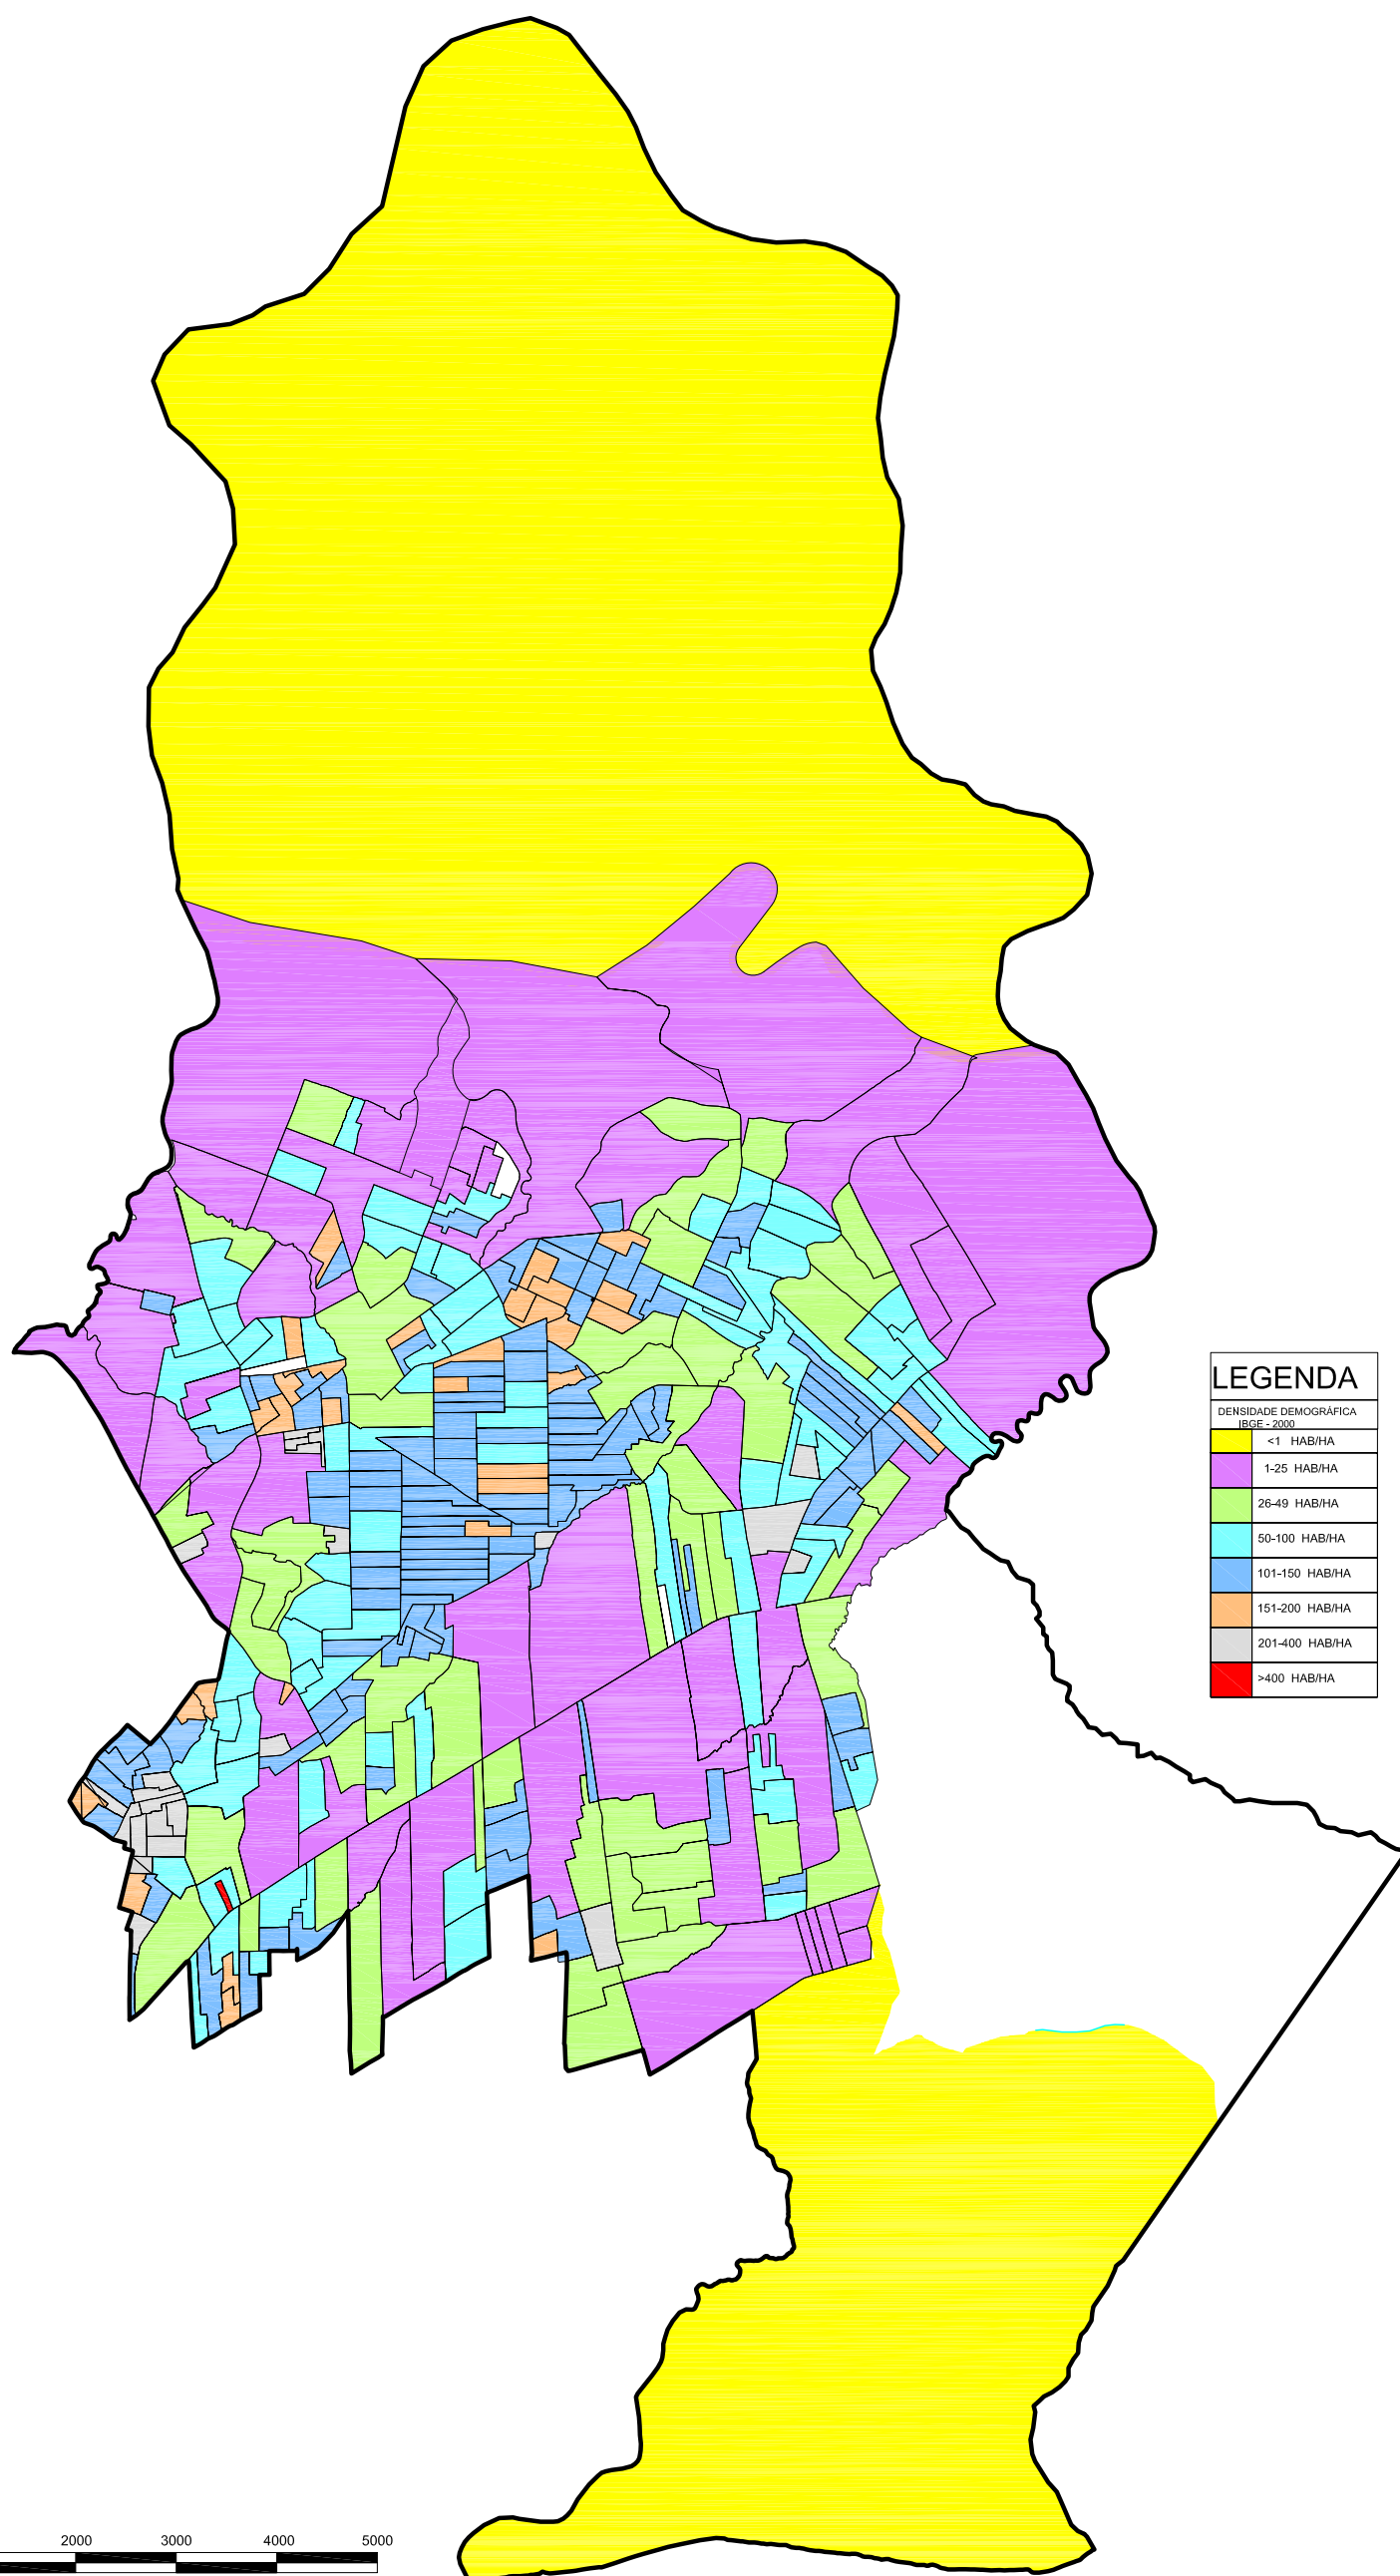 LEGENDA
DENSIDADE DEMOGRÁFICA
IBGE - 2000
<1 HAB/HA
1-25 HAB/HA
26-49 HAB/HA
50-100 HAB/HA
101-150 HAB/HA
151-200 HAB/HA
201-400 HAB/HA
>400 HAB/HA
2000 3000 4000 5000